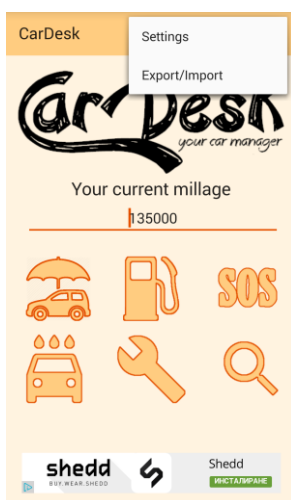 CarDesk
Settings
Export/Import
CarDesk
your car manager
Your current millage
135000
SOS
shedd
BUY.WEAR.SHEDD
Shedd
ИНСТАЛИРАНЕ